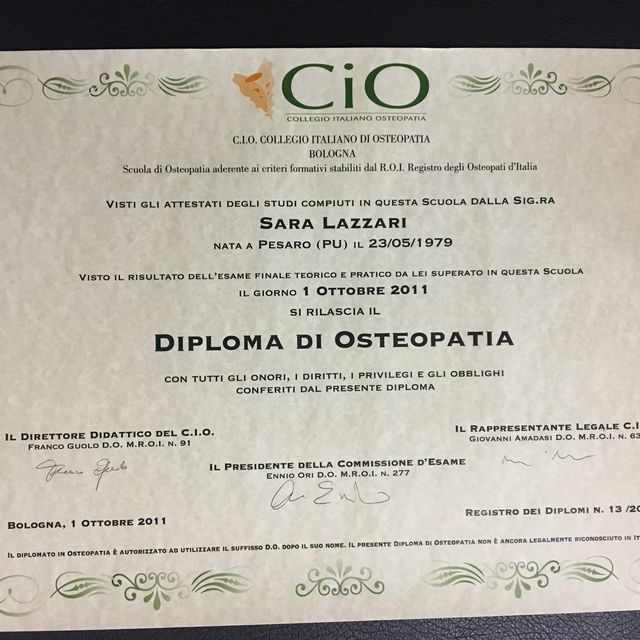 CiO
COLLEGIO ITALIANO OSTEOPATIA
C.I.O. COLLEGIO ITALIANO DI OSTEOPATIA
BOLOGNA
Scuola di Osteopatia aderente ai criteri formativi stabiliti dal R.O.I. Registro degli Osteopati d'Italia
VISTI GLI ATTESTATI DEGLI STUDI COMPIUTI IN QUESTA SCUOLA DALLA SIG.RA
SARA LAZZARI
NATA A PESARO (PU) IL 23/05/1979
VISTO IL RISULTATO DELL'ESAME FINALE TEORICO E PRATICO DA LEI SUPERATO IN QUESTA SCUOLA
IL GIORNO 1 OTTOBRE 2011
SI RILASCIA IL
DIPLOMA DI OSTEOPATIA
CON TUTTI GLI ONORI, I DIRITTI, I PRIVILEGI E GLI OBBLIGHI
CONFERITI DAL PRESENTE DIPLOMA
IL DIRETTORE DIDATTICO DEL C.I.O.
FRANCO GUOLO D.O. M.R.O.I. N. 91
IL RAPPRESENTANTE LEGALE C.I
GIOVANNI AMADASI D.O. M.R.O.I. N. 63
IL PRESIDENTE DELLA COMMISSIONE D'ESAME
ENNIO ORI D.O. M.R.O.I. N. 277
BOLOGNA, 1 OTTOBRE 2011
REGISTRO DEI DIPLOMI N. 13 /20
IL DIPLOMATO IN OSTEOPATIA È AUTORIZZATO AD UTILIZZARE IL SUFFISSO D.O. DOPO IL SUO NOME. IL PRESENTE DIPLOMA DI OSTEOPATIA NON È ANCORA LEGALMENTE RICONOSCIUTO IN IT